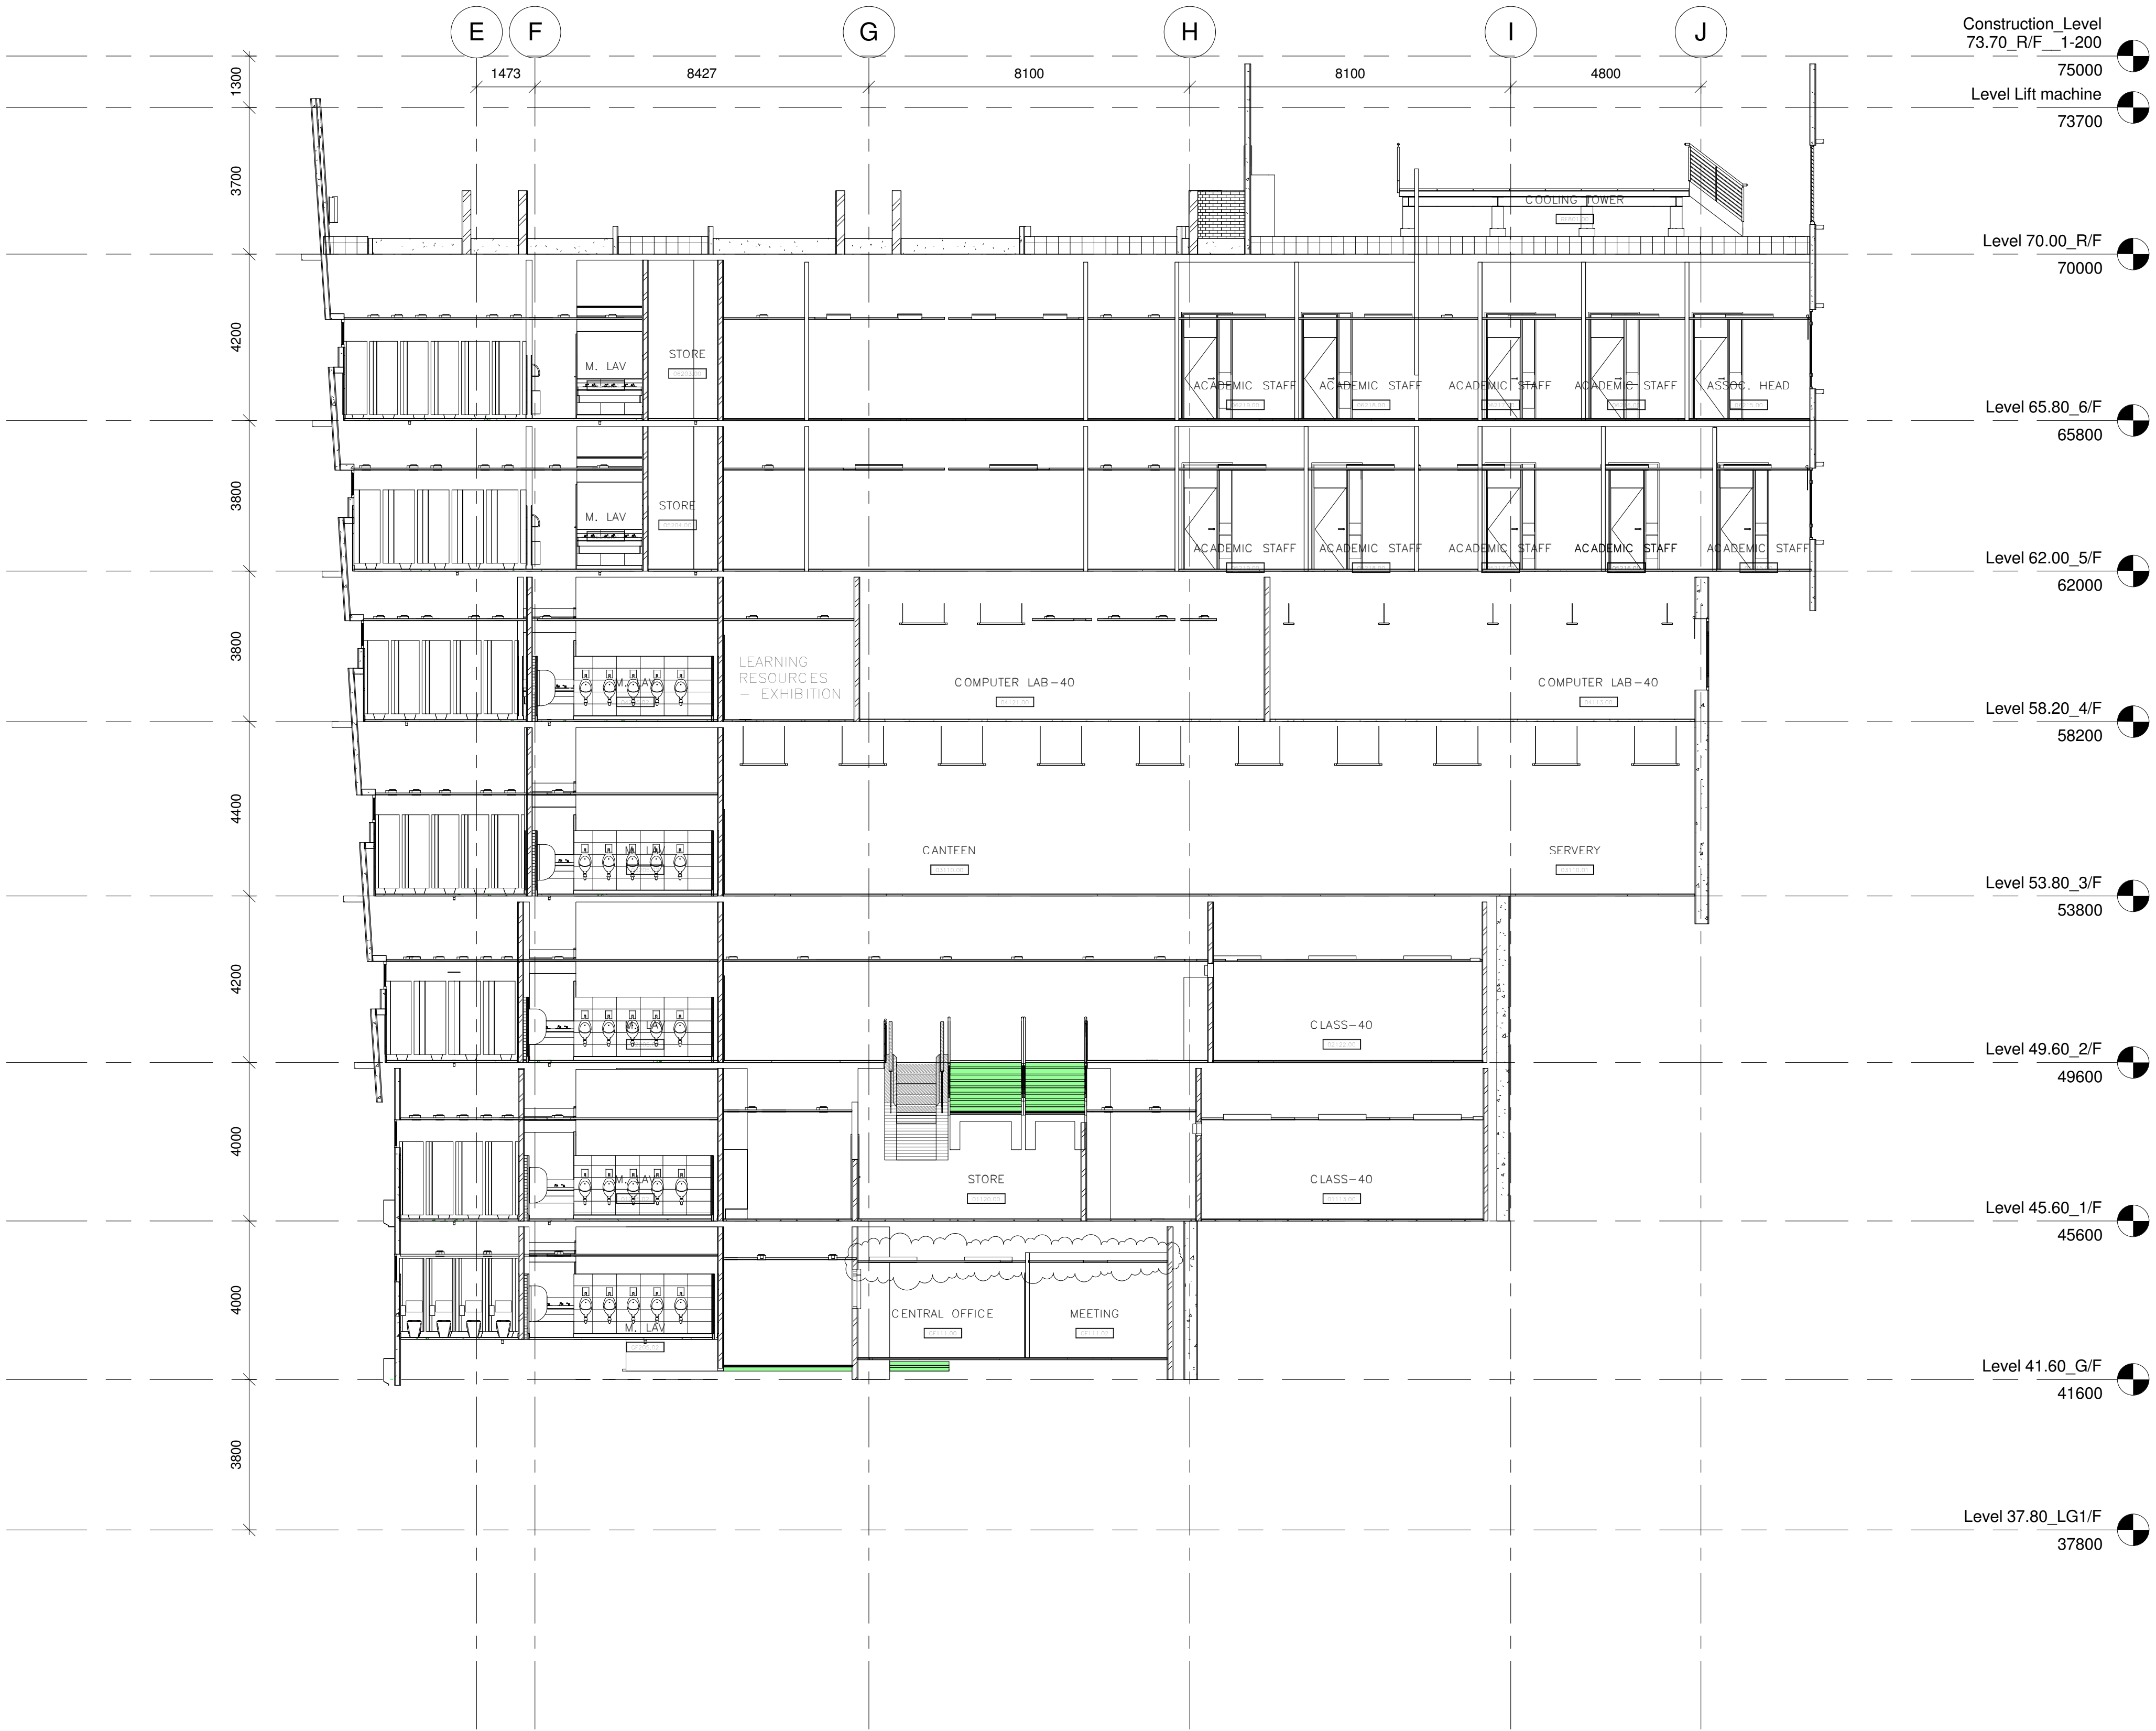 E F G H I J
Construction_Level
73.70_R/F__1-200
75000
1473 8427 8100 8100 4800
1300
Level Lift machine
73700
3700
COOLING TOWER
Level 70.00_R/F
70000
4200
M. LAV
STORE
ACADEMIC STAFF ACADEMIC STAFF ACADEMIC STAFF ACADEMIC STAFF ASSOC. HEAD
Level 65.80_6/F
65800
3800
M. LAV
STORE
ACADEMIC STAFF ACADEMIC STAFF ACADEMIC STAFF ACADEMIC STAFF ACADEMIC STAFF
Level 62.00_5/F
62000
3800
M. LAV
LEARNING
RESOURCES
- EXHIBITION
COMPUTER LAB-40
COMPUTER LAB-40
Level 58.20_4/F
58200
4400
M. LAV
CANTEEN
SERVERY
Level 53.80_3/F
53800
4200
M. LAV
CLASS-40
Level 49.60_2/F
49600
4000
M. LAV
STORE
CLASS-40
Level 45.60_1/F
45600
4000
M. LAV
CENTRAL OFFICE
MEETING
Level 41.60_G/F
41600
3800
Level 37.80_LG1/F
37800